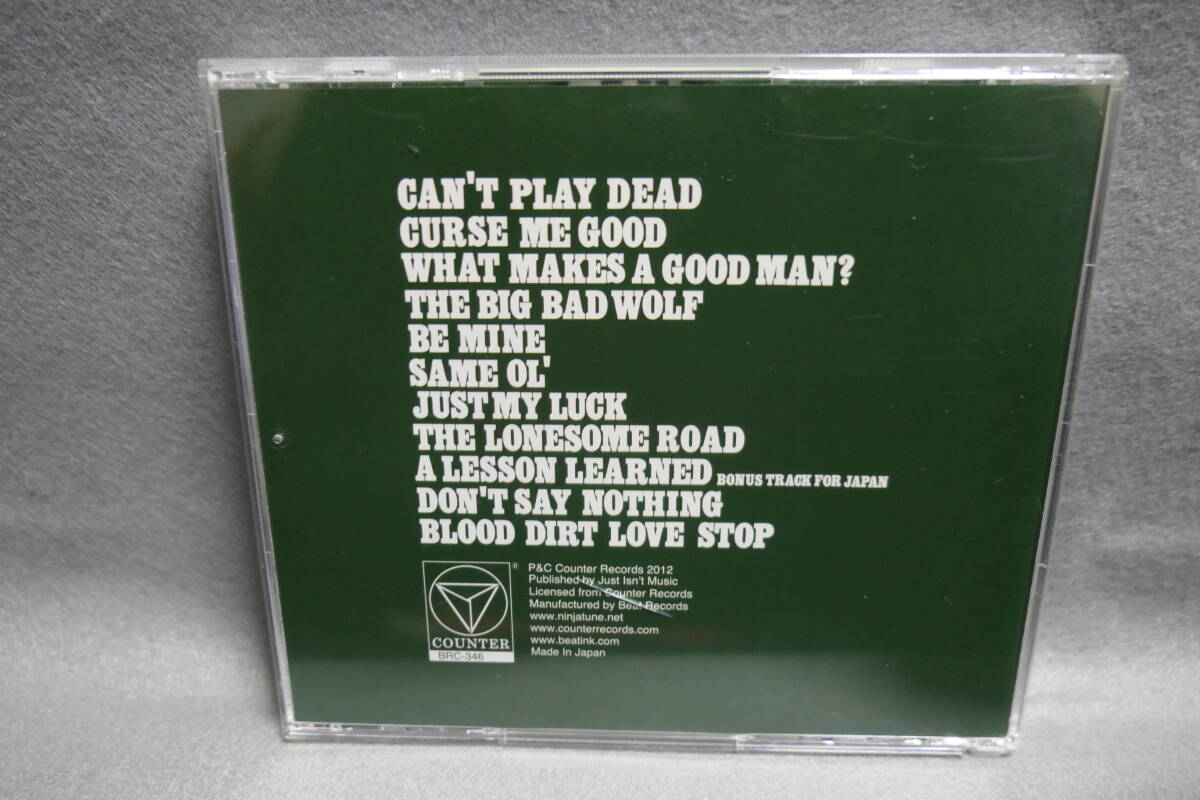 CAN'T PLAY DEAD
CURSE ME GOOD
WHAT MAKES A GOOD MAN?
THE BIG BAD WOLF
BE MINE
SAME OL'
JUST MY LUCK
THE LONESOME ROAD
A LESSON LEARNED BONUS TRACK FOR JAPAN
DON'T SAY NOTHING
BLOOD DIRT LOVE STOP
®
COUNTER
BRC-346
P&C Counter Records 2012
Published by Just Isn't Music
Licensed from Counter Records
Manufactured by Beat Records
www.ninjatune.net
www.counterrecords.com
www.beatink.com
Made In Japan